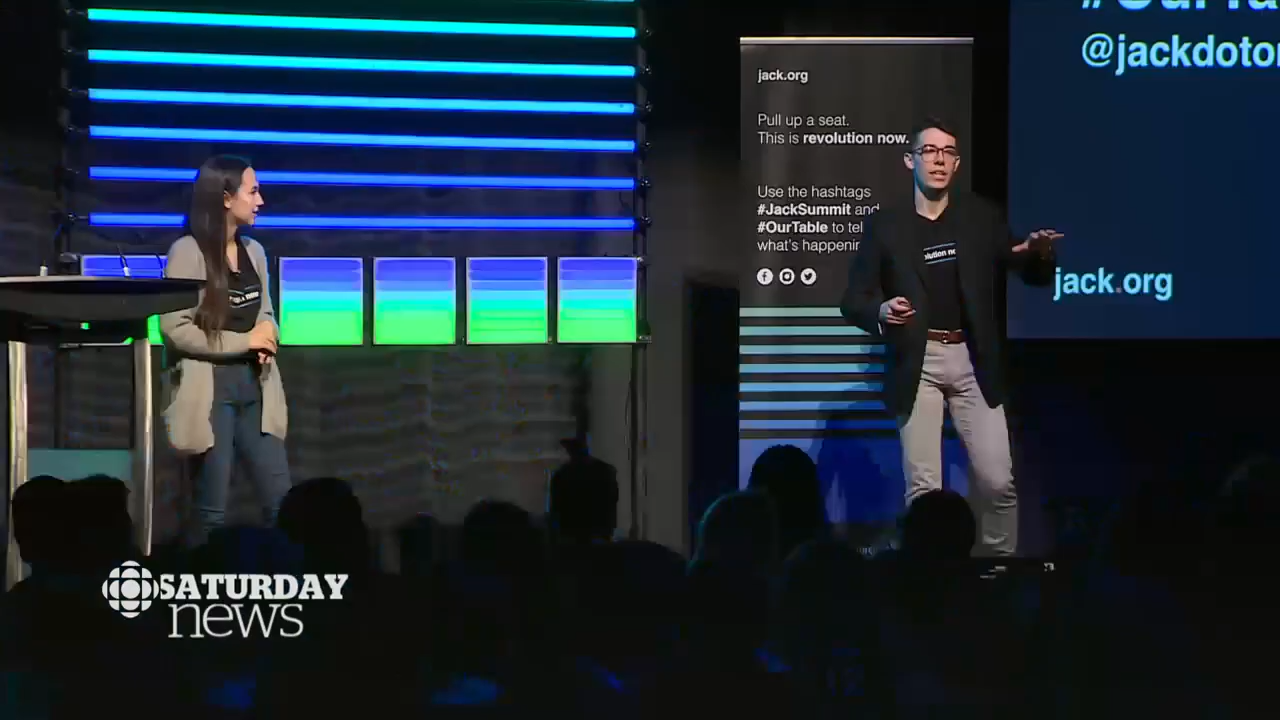 @jackdoto
jack.org
Pull up a seat.
This is revolution now.
Use the hashtags
#JackSummit and
#OurTable to tel
what's happenin
jack.org
SATURDAY
news